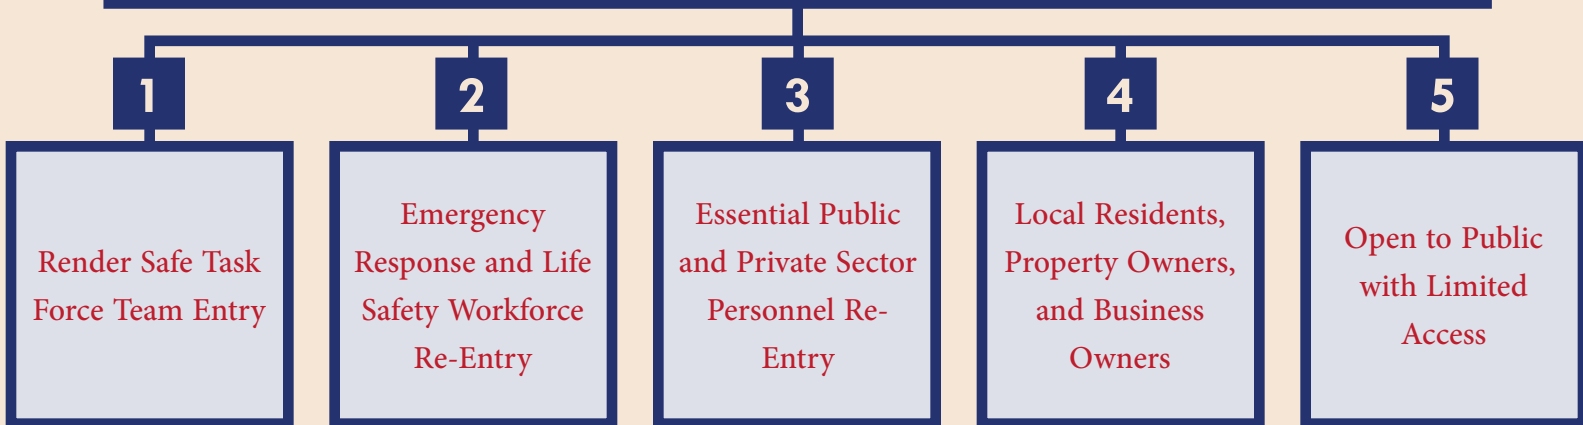 1
Render Safe Task
Force Team Entry
2
Emergency
Response and Life
Safety Workforce
Re-Entry
3
Essential Public
and Private Sector
Personnel Re-
Entry
4
Local Residents,
Property Owners,
and Business
Owners
5
Open to Public
with Limited
Access